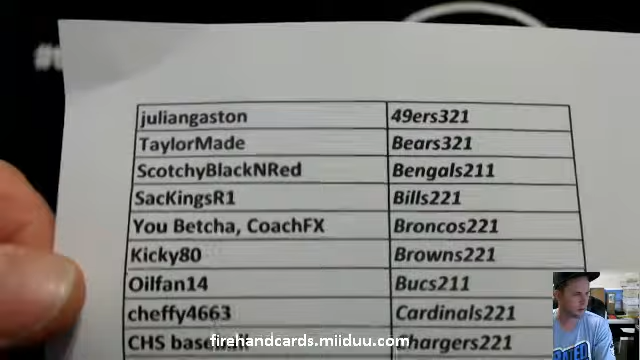 juliangaston 49ers321
TaylorMade Bears321
ScotchyBlackNRed Bengals211
SacKingsR1 Bills221
You Betcha, CoachFX Broncos221
Kicky80 Browns221
Oilfan14 Bucs211
cheffy4663 Cardinals221
CHS Chargers221
firehandcards.miiduu.com